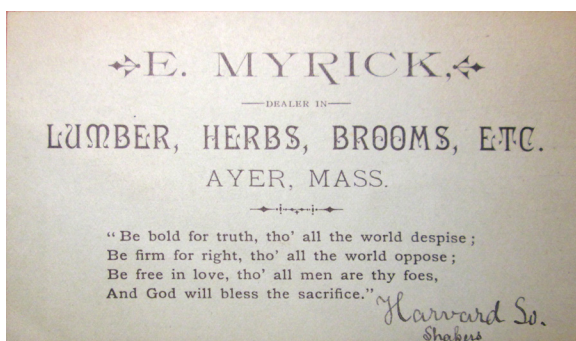 E. MYRICK,
DEALER IN
LUMBER, HERBS, BROOMS, ETC.
AYER, MASS.
"Be bold for truth, tho' all the world despise;
Be firm for right, tho' all the world oppose;
Be free in love, tho' all men are thy foes,
And God will bless the sacrifice."
Harvard So.
Shakers